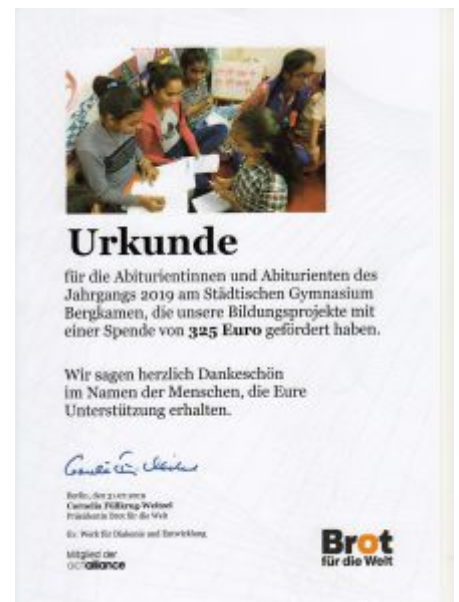 Urkunde
für die Abiturientinnen und Abiturienten des
Jahrgangs 2019 am Städtischen Gymnasium
Bergkamen, die unsere Bildungsprojekte mit
einer Spende von 325 Euro gefördert haben.
Wir sagen herzlich Dankeschön
im Namen der Menschen, die Eure
Unterstützung erhalten.
Berlin, den
Cornelia Füllkrug-Weitzel
Präsidentin Brot für die Welt
Ev. Werk für Diakonie und Entwicklung
Mitglied der
actalliance
Brot
für die Welt